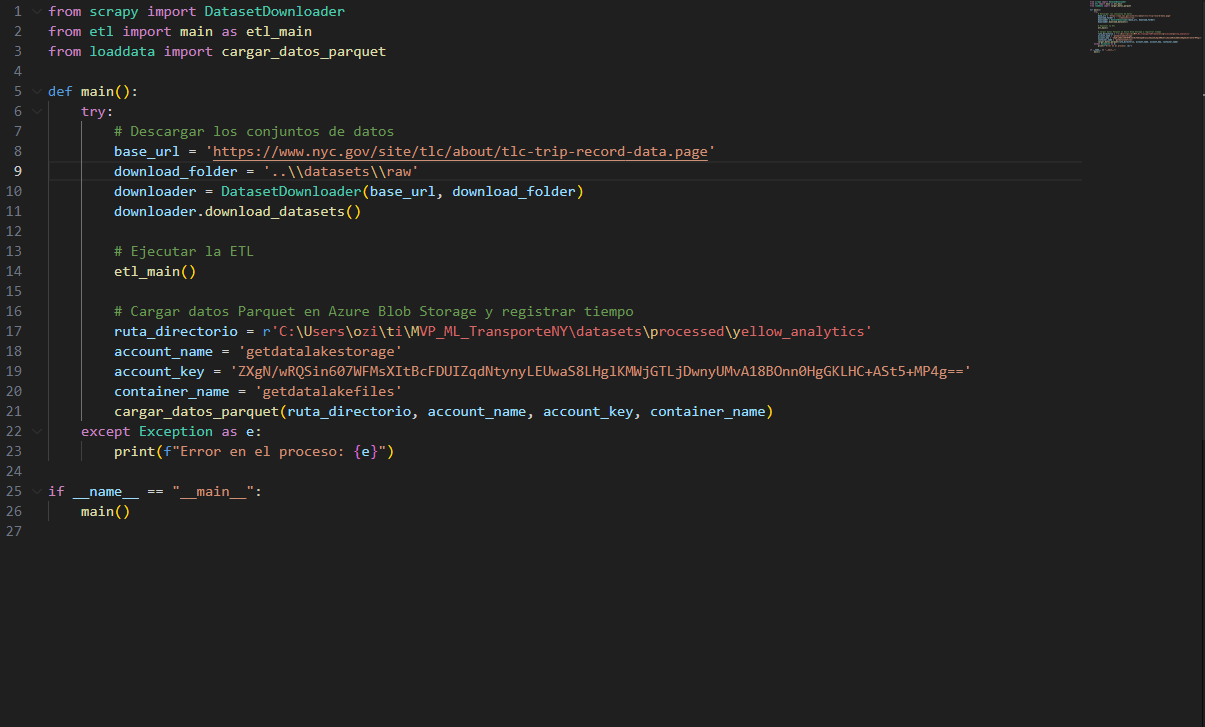 1 from scrapy import DatasetDownloader
2 from etl import main as etl_main
3 from loaddata import cargar_datos_parquet
4
5 def main():
6     try:
7         # Descargar los conjuntos de datos
8         base_url = 'https://www.nyc.gov/site/tlc/about/tlc-trip-record-data.page'
9         download_folder = '..\\datasets\\raw'
10         downloader = DatasetDownloader(base_url, download_folder)
11         downloader.download_datasets()
12
13         # Ejecutar la ETL
14         etl_main()
15
16         # Cargar datos Parquet en Azure Blob Storage y registrar tiempo
17         ruta_directorio = r'C:\Users\ozi\ti\MVP_ML_TransporteNY\datasets\processed\yellow_analytics'
18         account_name = 'getdatalakestorage'
19         account_key = ''
20         container_name = 'getdatalakefiles'
21         cargar_datos_parquet(ruta_directorio, account_name, account_key, container_name)
22     except Exception as e:
23         print(f"Error en el proceso: {e}")
24
25 if __name__ == "__main__":
26     main()
27